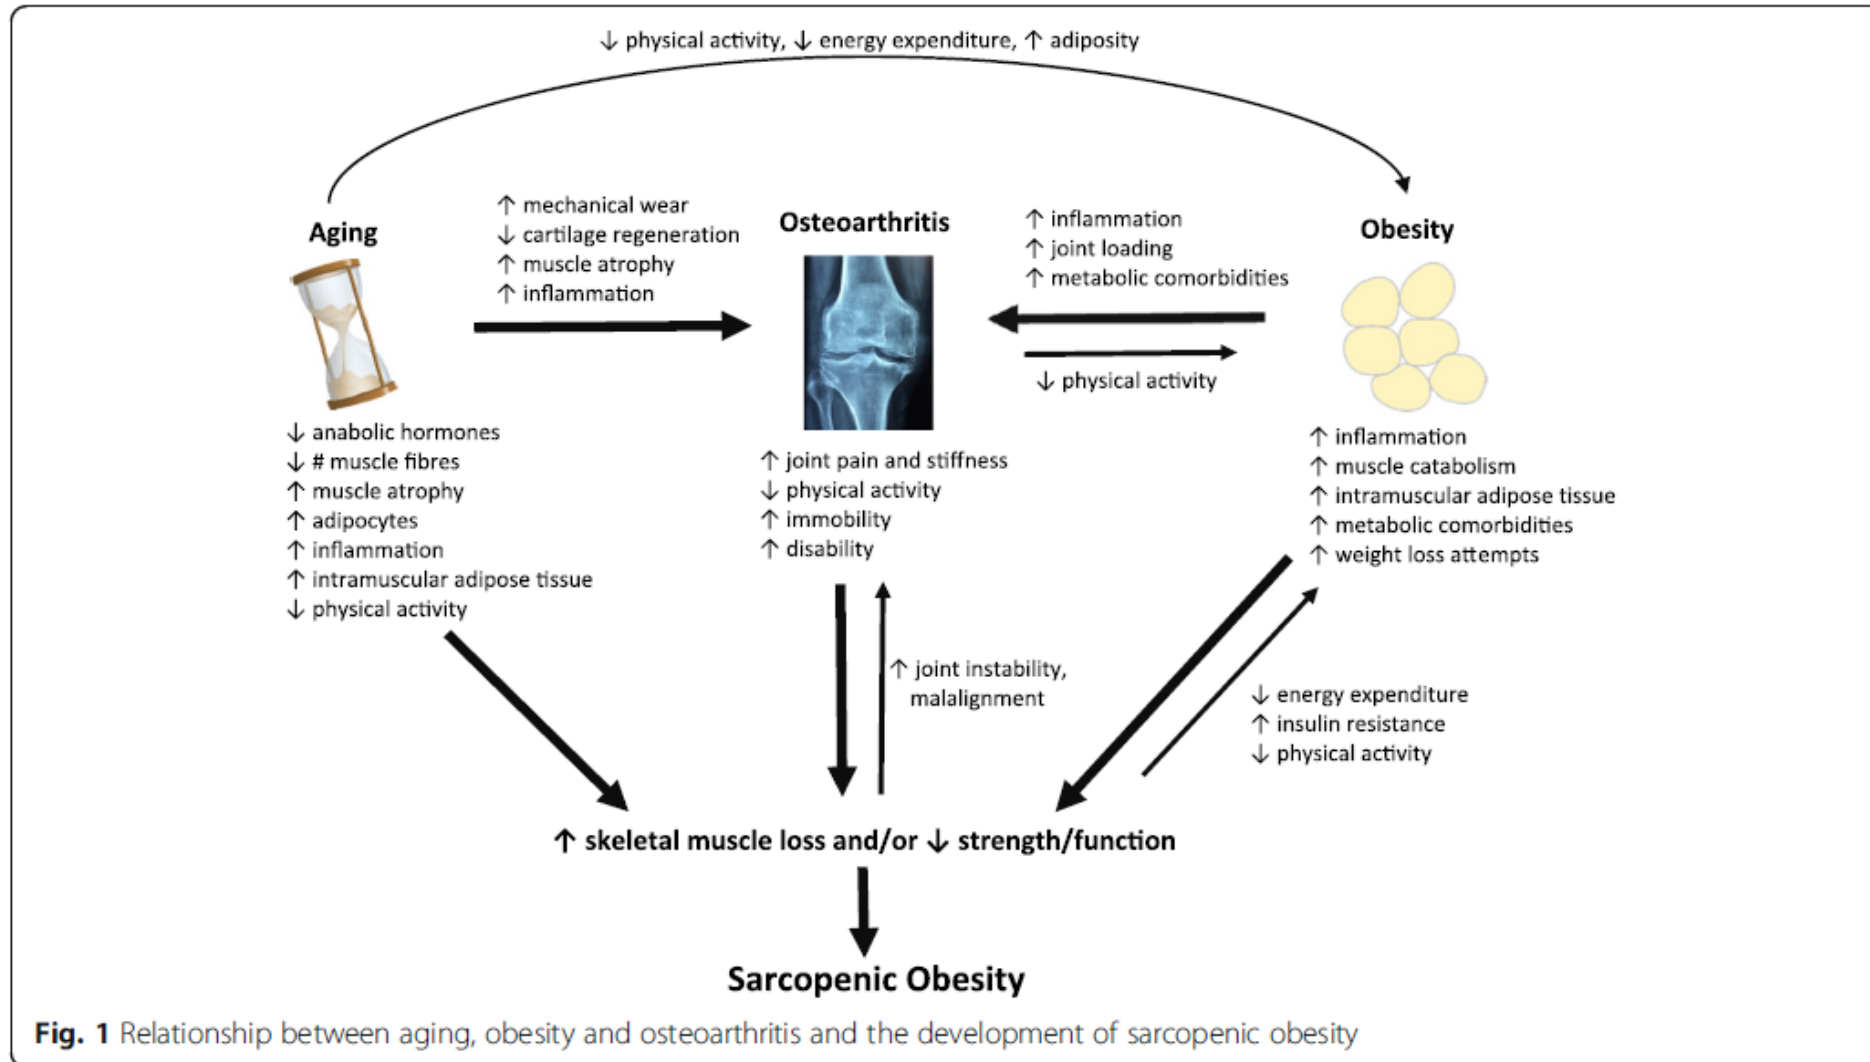 ↓ physical activity, ↓ energy expenditure, ↑ adiposity
Aging
↑ mechanical wear
↓ cartilage regeneration
↑ muscle atrophy
↑ inflammation
Osteoarthritis
↑ inflammation
↑ joint loading
↑ metabolic comorbidities
Obesity
↓ physical activity
↓ anabolic hormones
↓ # muscle fibres
↑ muscle atrophy
↑ adipocytes
↑ inflammation
↑ intramuscular adipose tissue
↓ physical activity
↑ joint pain and stiffness
↓ physical activity
↑ immobility
↑ disability
↑ inflammation
↑ muscle catabolism
↑ intramuscular adipose tissue
↑ metabolic comorbidities
↑ weight loss attempts
↑ joint instability,
malalignment
↓ energy expenditure
↑ insulin resistance
↓ physical activity
↑ skeletal muscle loss and/or ↓ strength/function
Sarcopenic Obesity
Fig. 1 Relationship between aging, obesity and osteoarthritis and the development of sarcopenic obesity